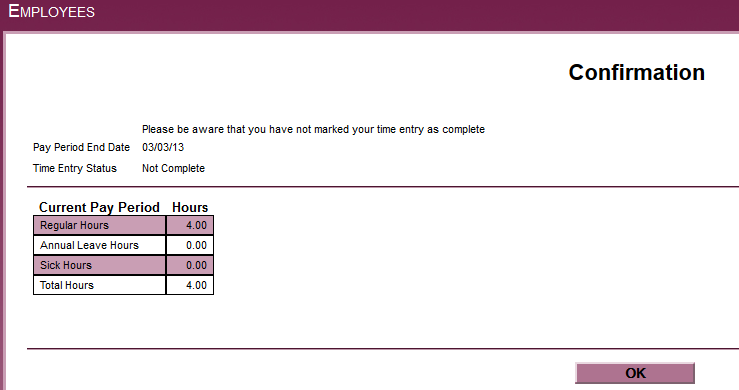 EMPLOYEES
Confirmation
Please be aware that you have not marked your time entry as complete
Pay Period End Date 03/03/13
Time Entry Status Not Complete
Current Pay Period Hours
Regular Hours 4.00
Annual Leave Hours 0.00
Sick Hours 0.00
Total Hours 4.00
OK